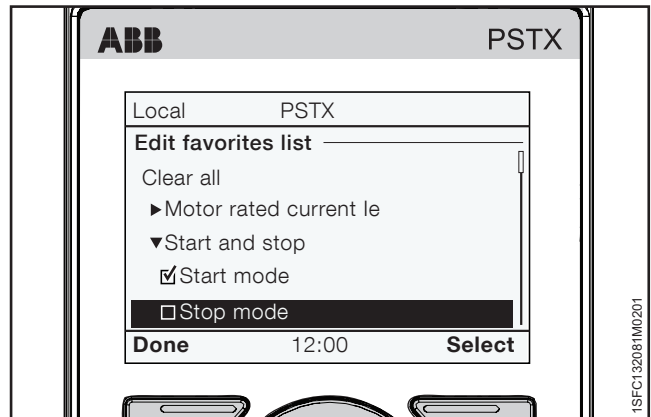 ABB PSTX
Local PSTX
Edit favorites list
Clear all
▶Motor rated current Ie
▼Start and stop
☑Start mode
☐Stop mode
Done 12:00 Select
1SFC132081M0201